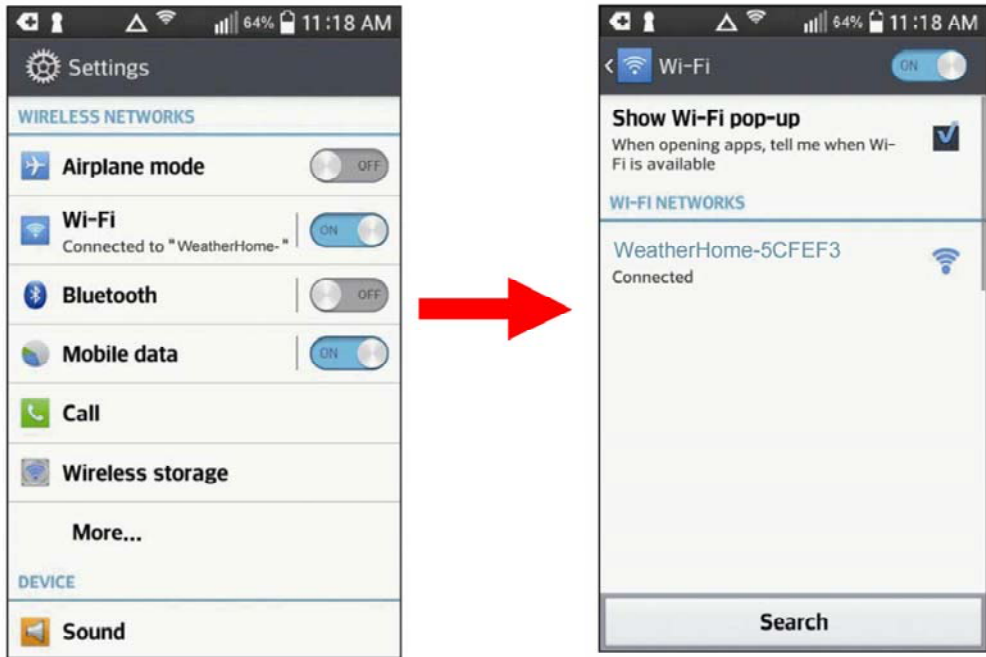 64% 11:18 AM
Settings
WIRELESS NETWORKS
Airplane mode OFF
Wi-Fi
Connected to "WeatherHome-" ON
Bluetooth OFF
Mobile data ON
Call
Wireless storage
More...
DEVICE
Sound
64% 11:18 AM
Wi-Fi ON
Show Wi-Fi pop-up
When opening apps, tell me when Wi-
Fi is available
WI-FI NETWORKS
WeatherHome-5CFEF3
Connected
Search